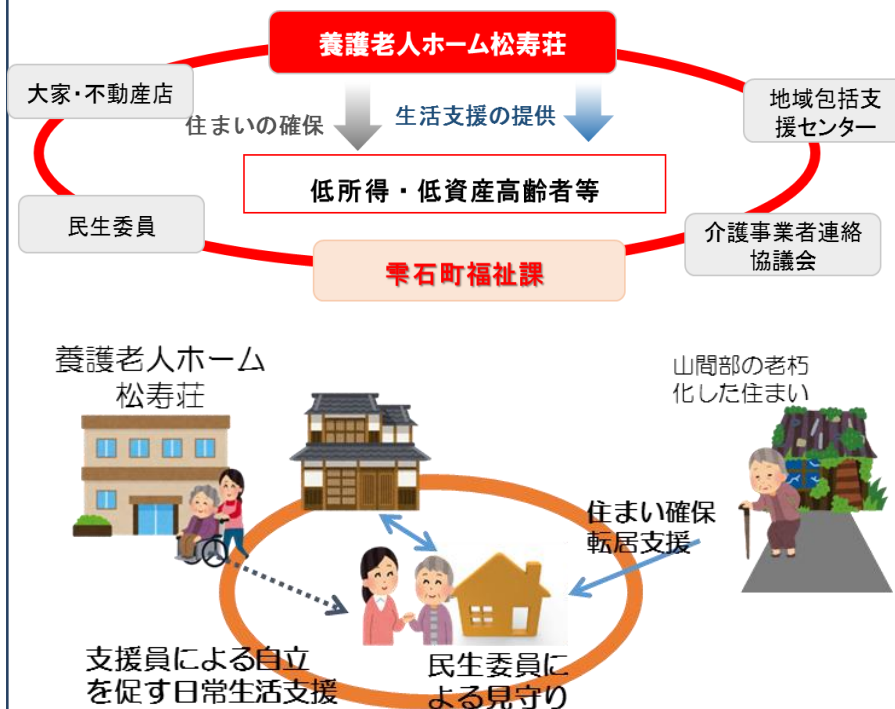 養護老人ホーム松寿荘
大家・不動産店
住まいの確保
生活支援の提供
地域包括支
援センター
低所得・低資産高齢者等
民生委員
介護事業者連絡
協議会
雫石町福祉課
養護老人ホーム
松寿荘
山間部の老朽
化した住まい
住まい確保
転居支援
支援員による自立
を促す日常生活支援
民生委員に
よる見守り